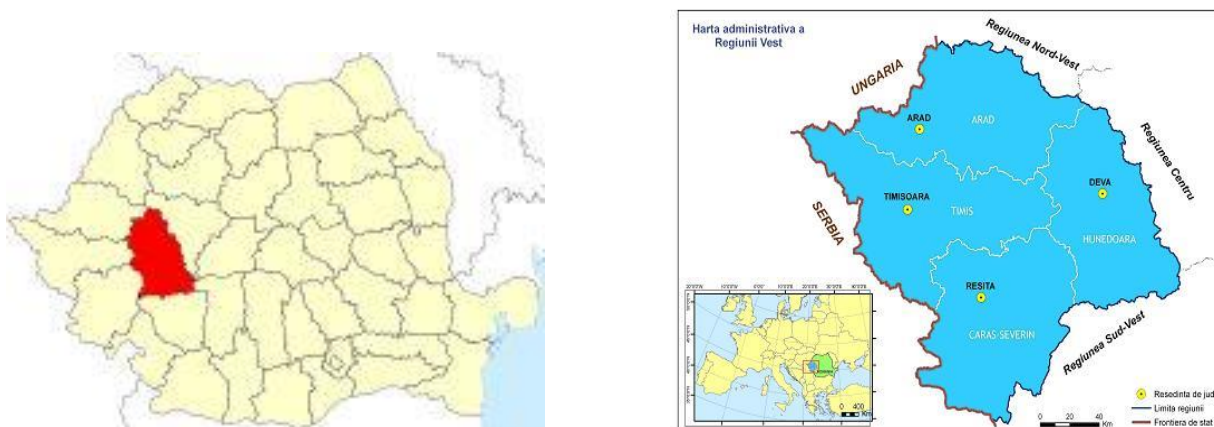 Harta administrativa a
Regiunii Vest
Regiunea Nord-Vest
UNGARIA
ARAD
ARAD
Regiunea Centru
DEVA
TIMISOARA
TIMIS
SERBIA
HUNEDOARA
RESITA
CARAS-SEVERIN
Regiunea Sud-Vest
0 400
Km
0 20 40
Km
Resedinta de jud
Limita regiunii
Frontiera de stat